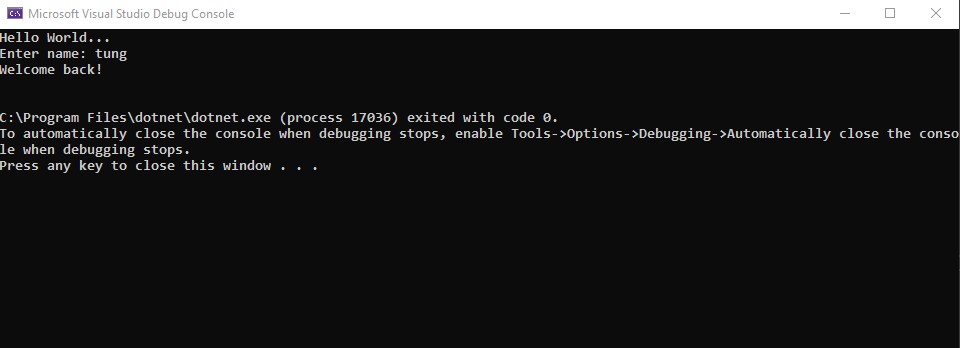 Microsoft Visual Studio Debug Console
Hello World...
Enter name: tung
Welcome back!
C:\Program Files\dotnet\dotnet.exe (process 17036) exited with code 0.
To automatically close the console when debugging stops, enable Tools->Options->Debugging->Automatically close the conso
le when debugging stops.
Press any key to close this window . . .